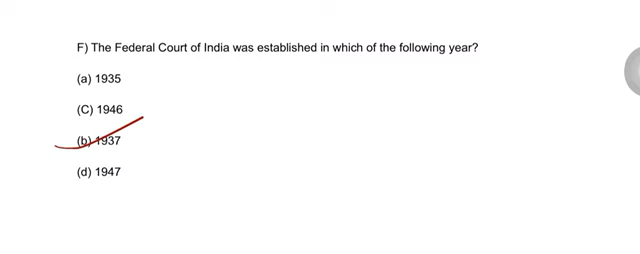 F) The Federal Court of India was established in which of the following year?
(a) 1935
(C) 1946
(b) 1937
(d) 1947